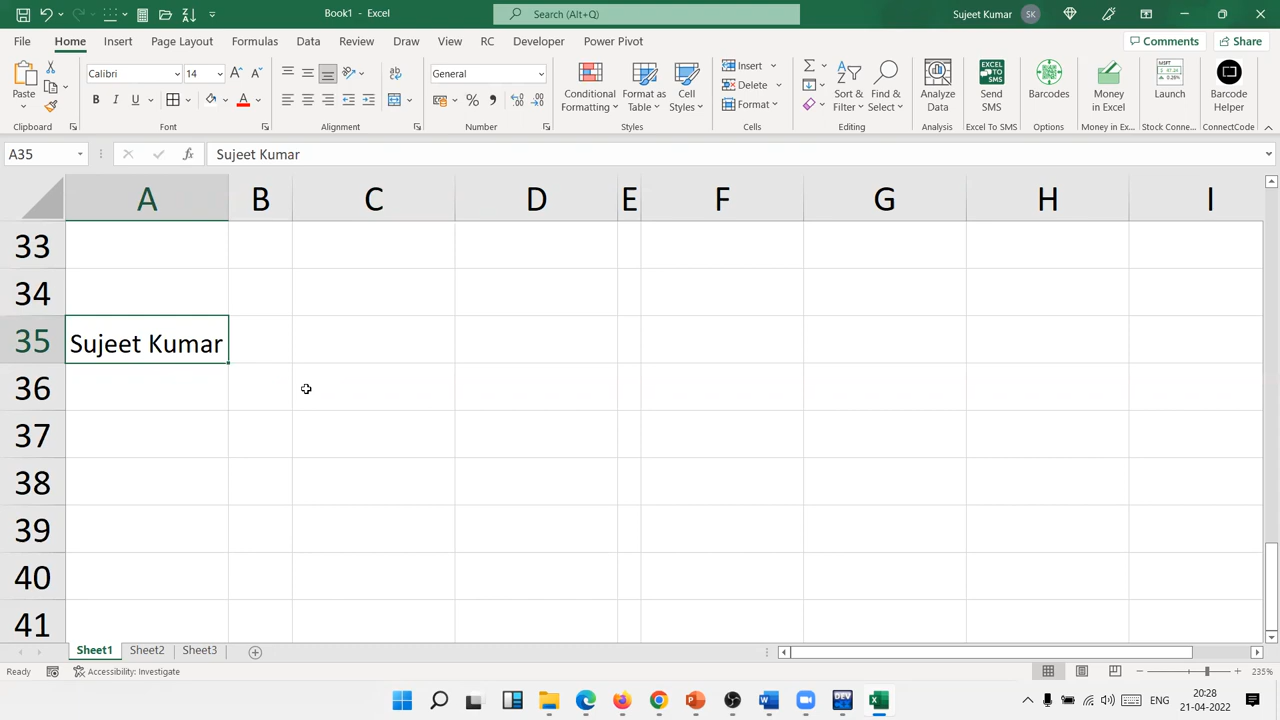 Book1 - Excel
Search (Alt+Q)
Sujeet Kumar SK
File Home Insert Page Layout Formulas Data Review View Draw View RC Developer Power Pivot
Comments Share
Paste
Calibri 14
B I U A
General
% ,
Conditional Formatting
Format as Table
Cell Styles
Insert
Delete
Format
Sort & Filter
Find & Select
Analyze Data
Send SMS
Barcodes
Money in Excel
Launch
Barcode Helper
Clipboard Font Alignment Number Styles Cells Editing Analysis Excel To SMS Options Money in Ex... Stock Conne... ConnectCode
A35 fx Sujeet Kumar
A B C D E F G H I
33
34
35 Sujeet Kumar
36
37
38
39
40
41
Sheet1 Sheet2 Sheet3
Ready Accessibility: Investigate 235%
ENG 20:28
21-04-2022